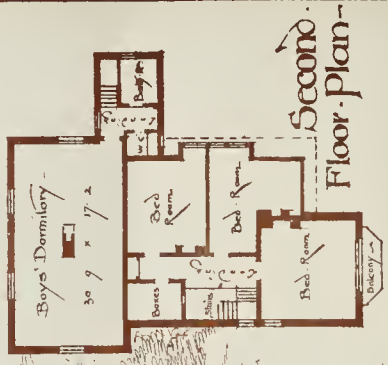 Second.
Floor-Plan-
Boys' Dormitory-
30.9 x 17.2
W.C.
Bed
Room
Bed-Room
Boxes
Stairs
Bed-Room
Balcony